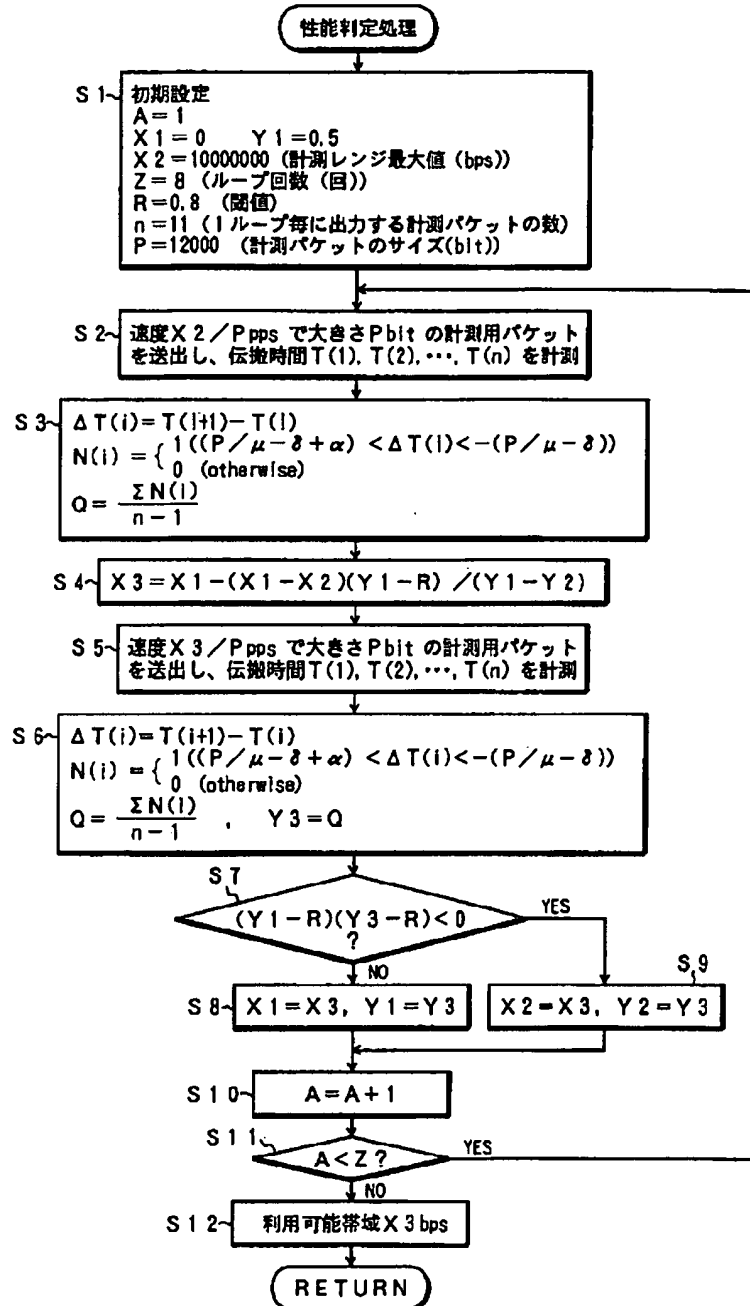 性能判定処理
S1
初期設定
A=1
X1=0 Y1=0.5
X2=10000000 (計測レンジ最大値 (bps))
Z=8 (ループ回数 (回))
R=0.8 (閾値)
n=11 (1ループ毎に出力する計測パケットの数)
P=12000 (計測パケットのサイズ(bit))
S2
速度X2/Ppps で大きさPbit の計測用パケット
を送出し、伝搬時間T(1), T(2), ⋯, T(n) を計測
S3
ΔT(i)=T(i+1)−T(i)
N(i)={ 1((P/μ−δ+α) <ΔT(i)<−(P/μ−δ))
0 (otherwise)
Q= ΣN(i)
n−1
S4
X3=X1−(X1−X2)(Y1−R) /(Y1−Y2)
S5
速度X3/Ppps で大きさPbit の計測用パケット
を送出し、伝搬時間T(1), T(2), ⋯, T(n) を計測
S6
ΔT(i)=T(i+1)−T(i)
N(i)={ 1((P/μ−δ+α) <ΔT(i)<−(P/μ−δ))
0 (otherwise)
Q= ΣN(i) , Y3=Q
n−1
S7
(Y1−R)(Y3−R)<0
?
YES
NO
S8
X1=X3, Y1=Y3
S9
X2=X3, Y2=Y3
S10
A=A+1
S11
A<Z?
YES
NO
S12
利用可能帯域X3bps
RETURN